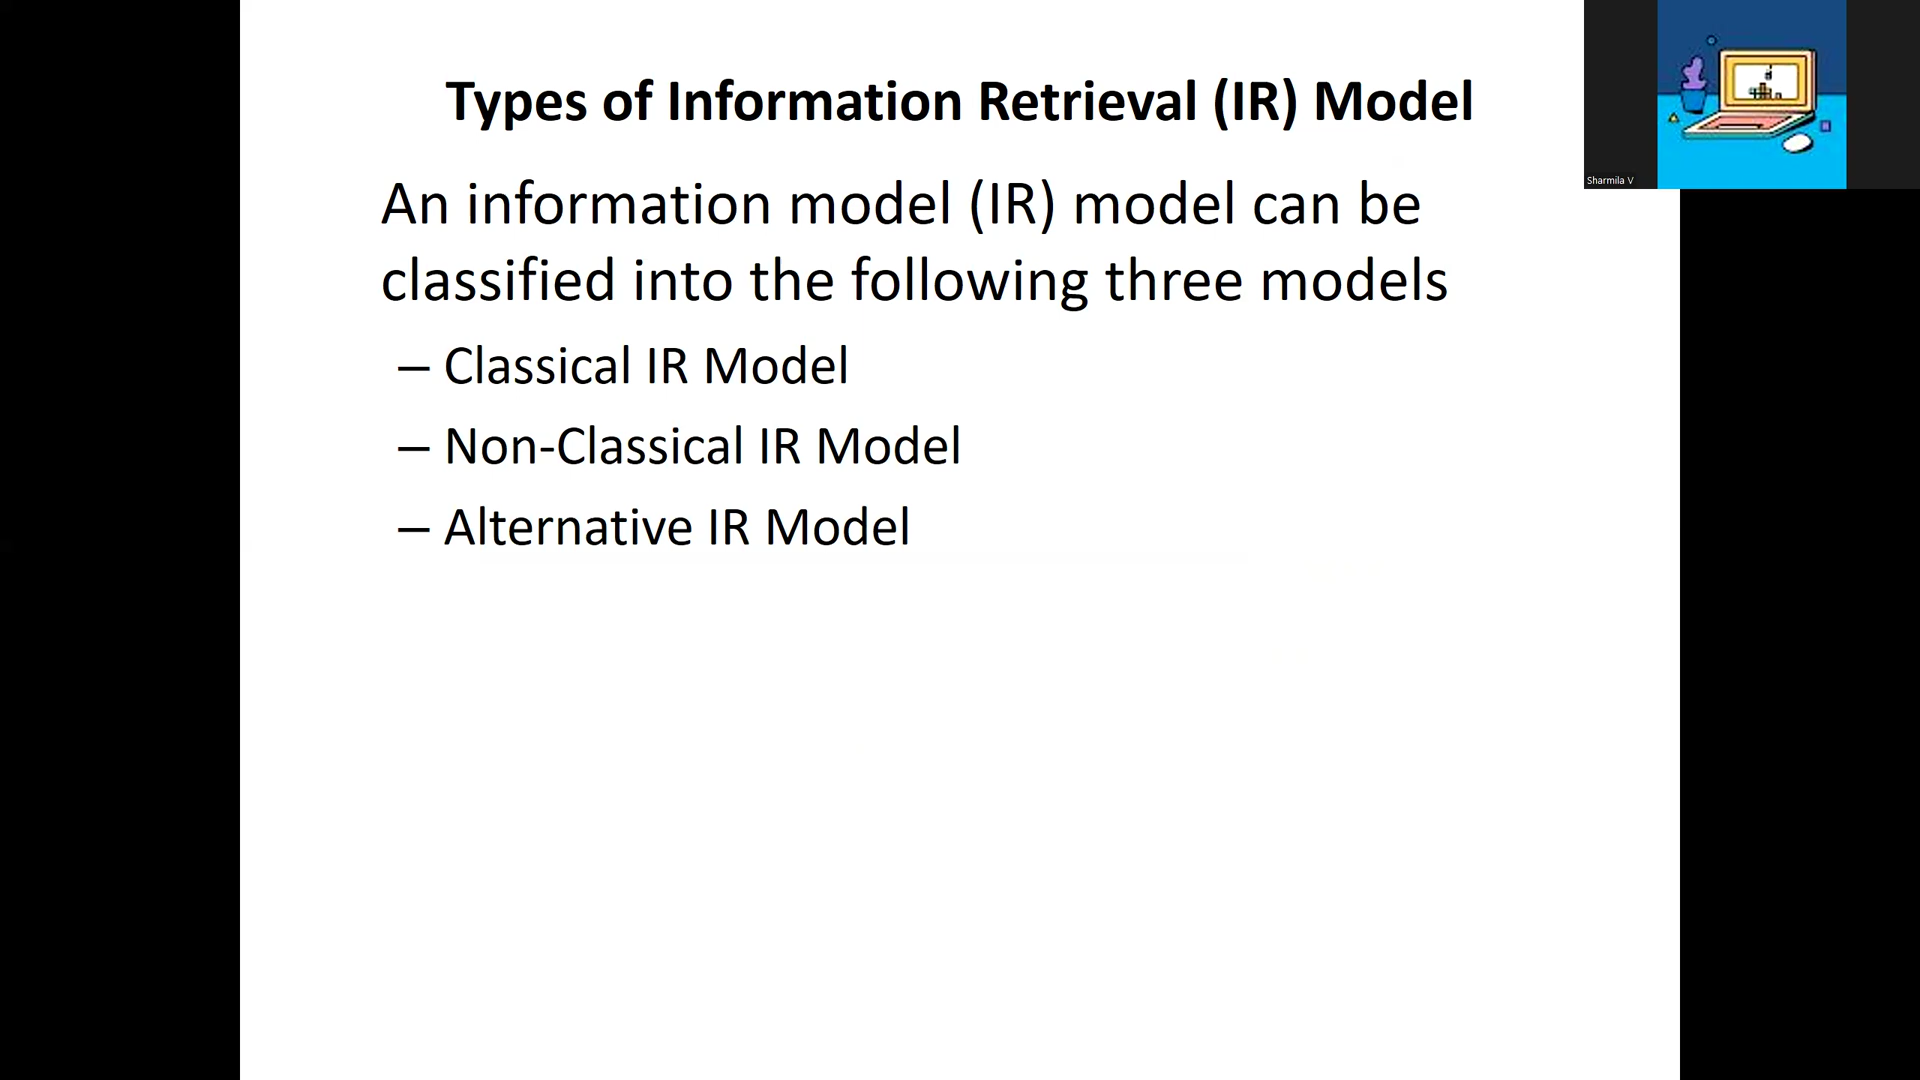 Types of Information Retrieval (IR) Model
An information model (IR) model can be
classified into the following three models
– Classical IR Model
– Non-Classical IR Model
– Alternative IR Model
Sharmila V